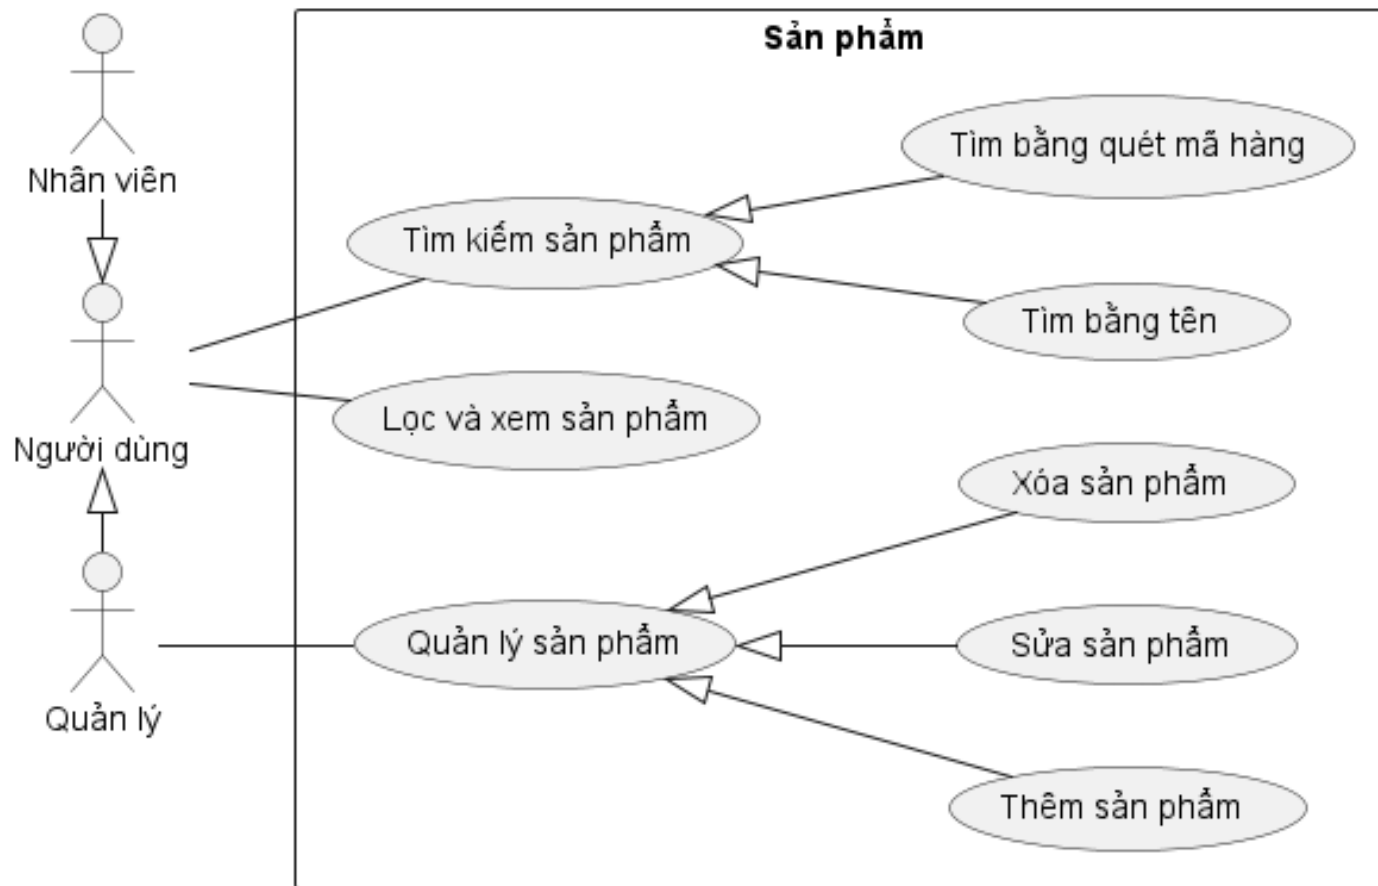 Sản phẩm
Nhân viên
Người dùng
Quản lý
Tìm kiếm sản phẩm
Lọc và xem sản phẩm
Quản lý sản phẩm
Tìm bằng quét mã hàng
Tìm bằng tên
Xóa sản phẩm
Sửa sản phẩm
Thêm sản phẩm